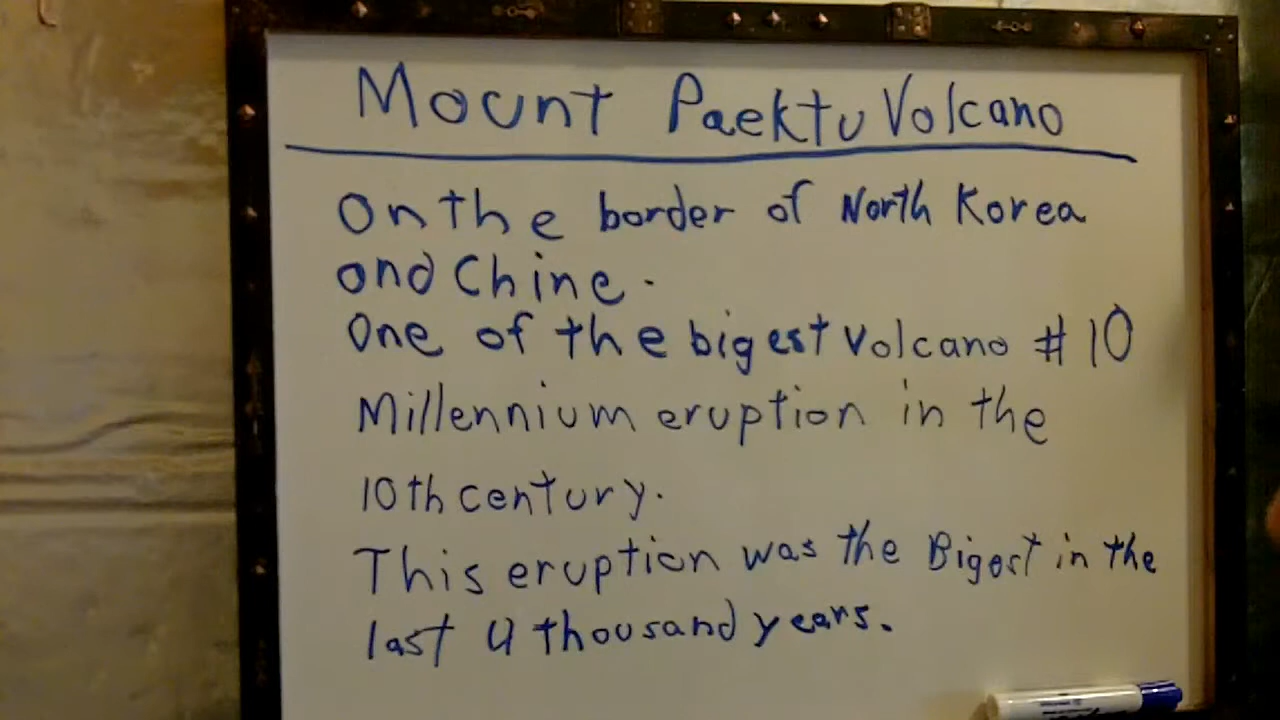 Mount Paektu Volcano
On the border of North Korea
and Chine.
One of the bigest volcano #10
Millennium eruption in the
10th century.
This eruption was the Bigest in the
last 4 thousand years.